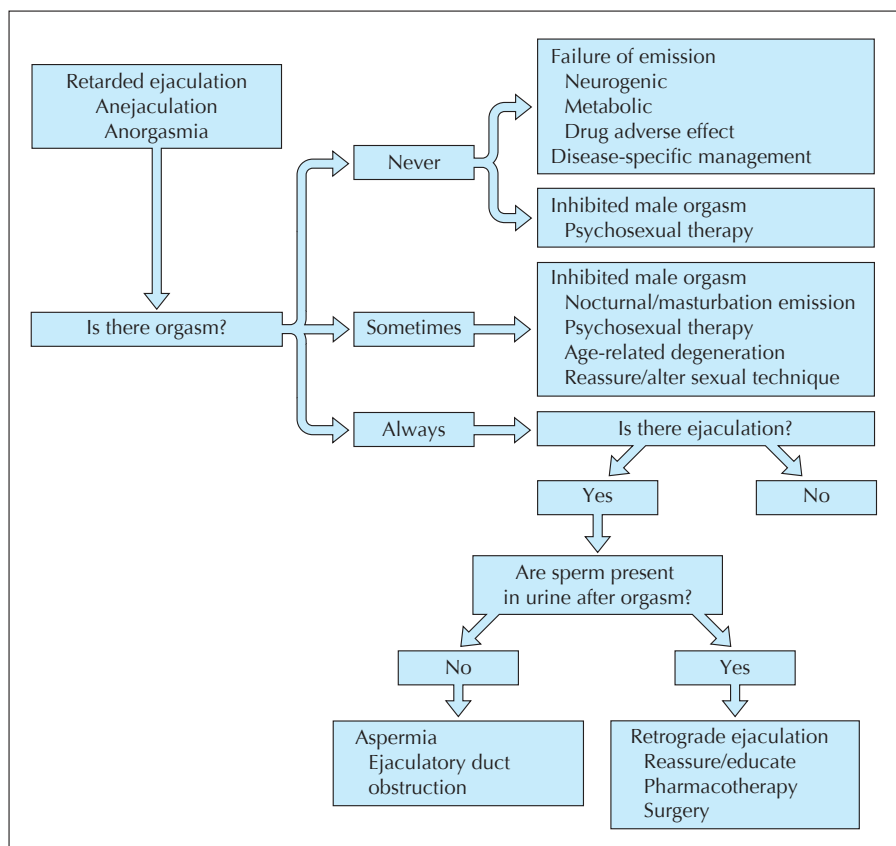 Retarded ejaculation
Anejaculation
Anorgasmia
Is there orgasm?
Never
Failure of emission
Neurogenic
Metabolic
Drug adverse effect
Disease-specific management
Inhibited male orgasm
Psychosexual therapy
Sometimes
Inhibited male orgasm
Nocturnal/masturbation emission
Psychosexual therapy
Age-related degeneration
Reassure/alter sexual technique
Always
Is there ejaculation?
Yes
No
Are sperm present
in urine after orgasm?
No
Yes
Aspermia
Ejaculatory duct
obstruction
Retrograde ejaculation
Reassure/educate
Pharmacotherapy
Surgery